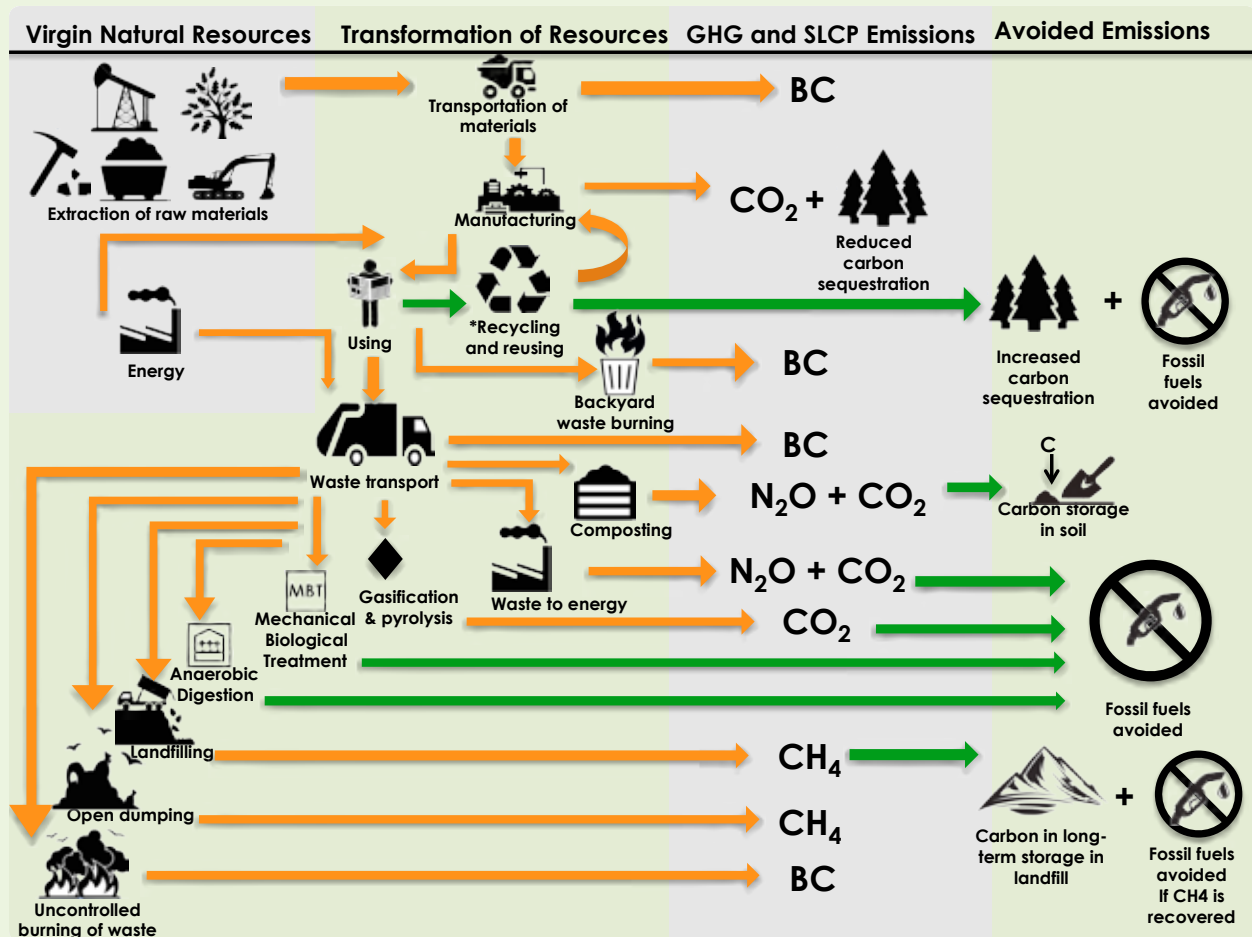 Virgin Natural Resources
Transformation of Resources
GHG and SLCP Emissions
Avoided Emissions
Transportation of
materials
BC
Extraction of raw materials
Manufacturing
CO₂ +
Reduced
carbon
sequestration
Energy
Using
*Recycling
and reusing
Backyard
waste burning
BC
+
Increased
carbon
sequestration
Fossil
fuels
avoided
Waste transport
BC
Composting
N₂O + CO₂
C
Carbon storage
in soil
MBT
Mechanical
Biological
Treatment
Gasification
& pyrolysis
Waste to energy
N₂O + CO₂
CO₂
Fossil fuels
avoided
Anaerobic
Digestion
Landfilling
CH₄
Open dumping
CH₄
+
Carbon in long-
term storage in
landfill
Fossil fuels
avoided
If CH4 is
recovered
Uncontrolled
burning of waste
BC